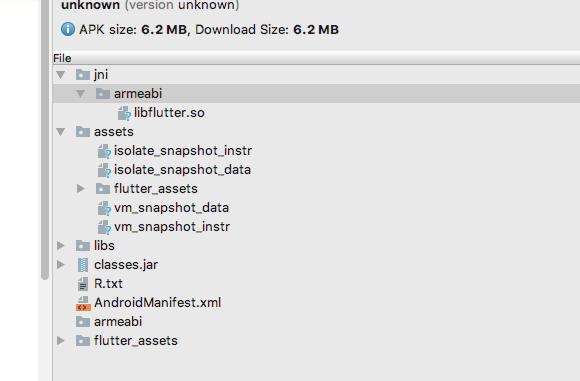 unknown (version unknown)
APK size: 6.2 MB, Download Size: 6.2 MB
File
jni
armeabi
libflutter.so
assets
isolate_snapshot_instr
isolate_snapshot_data
flutter_assets
vm_snapshot_data
vm_snapshot_instr
libs
classes.jar
R.txt
AndroidManifest.xml
armeabi
flutter_assets